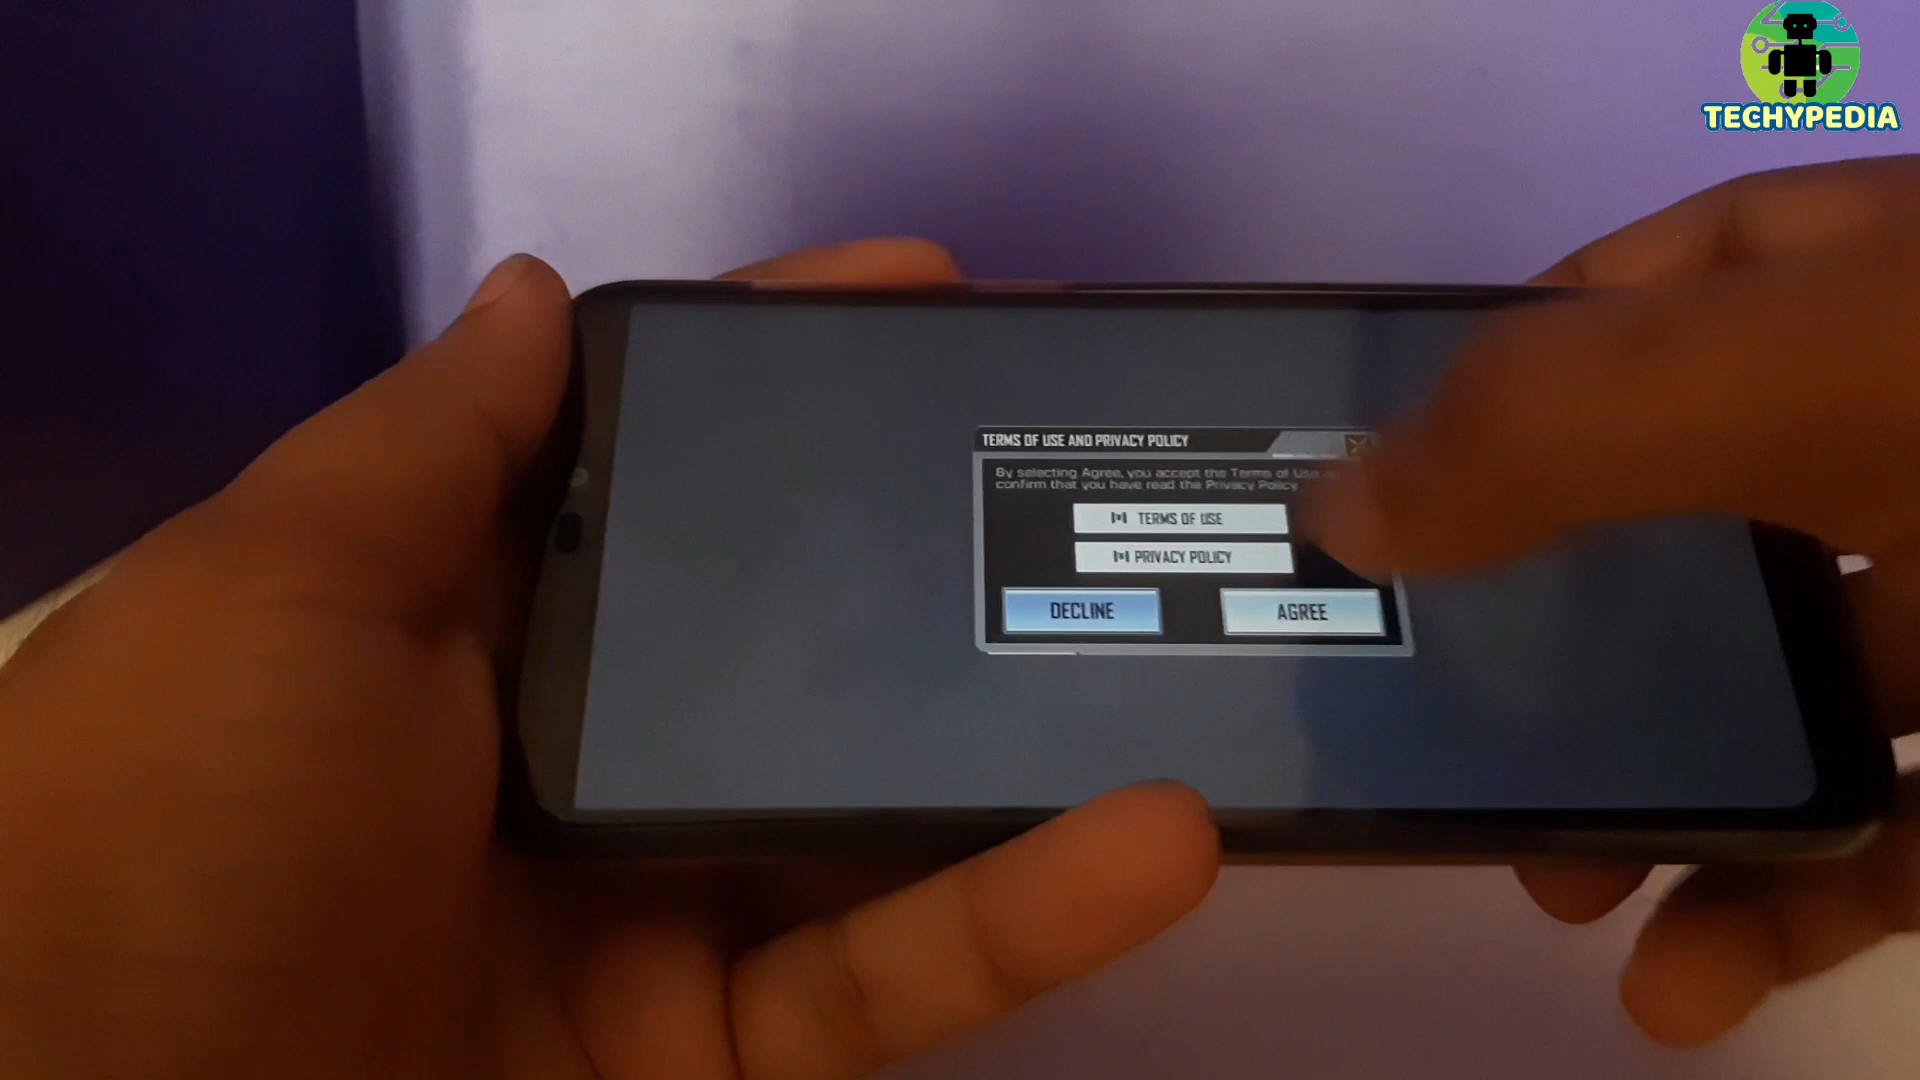 TECHYPEDIA
TERMS OF USE AND PRIVACY POLICY
By selecting Agree, you accept the Terms of Use
confirm that you have read the Privacy Policy.
TERMS OF USE
PRIVACY POLICY
DECLINE
AGREE